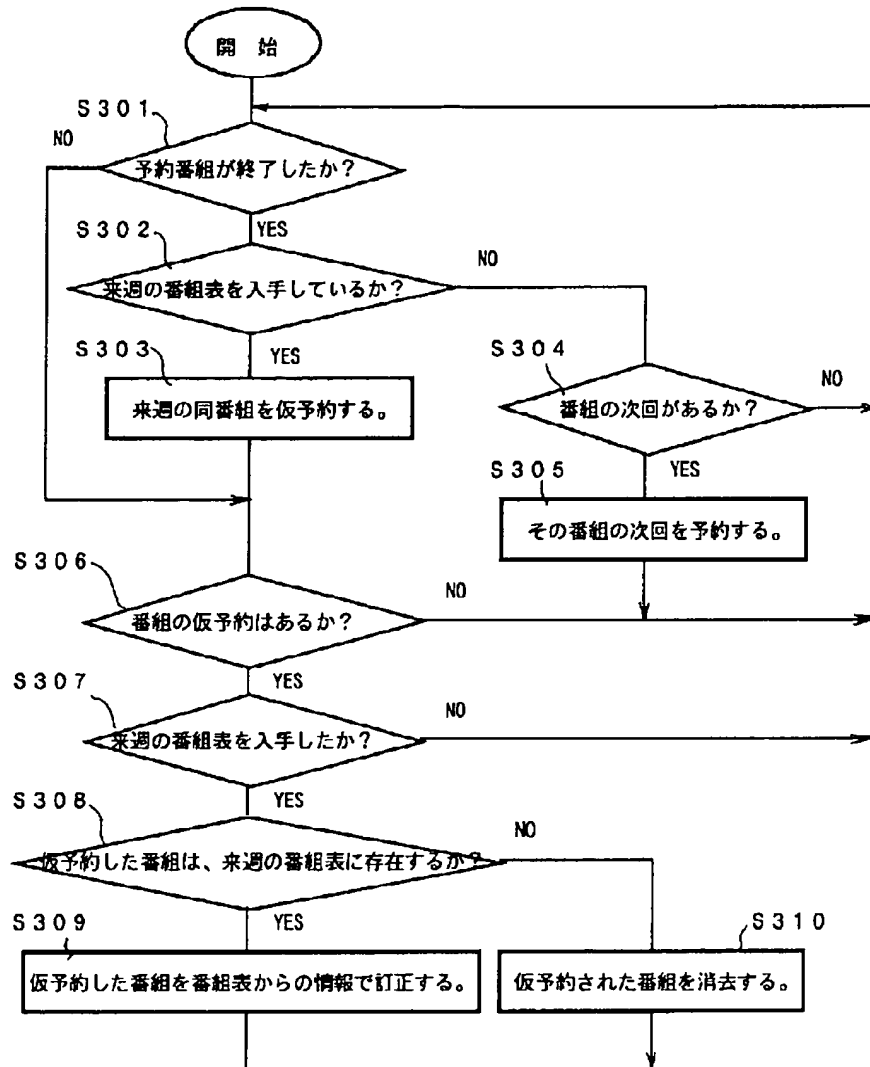 開 始
S301
NO
予約番組が終了したか?
YES
S302
NO
来週の番組表を入手しているか?
YES
S303
S304
NO
来週の同番組を仮予約する。
番組の次回があるか?
YES
S305
その番組の次回を予約する。
S306
NO
番組の仮予約はあるか?
YES
S307
NO
来週の番組表を入手したか?
YES
S308
NO
仮予約した番組は、来週の番組表に存在するか?
YES
S309
S310
仮予約した番組を番組表からの情報で訂正する。
仮予約された番組を消去する。